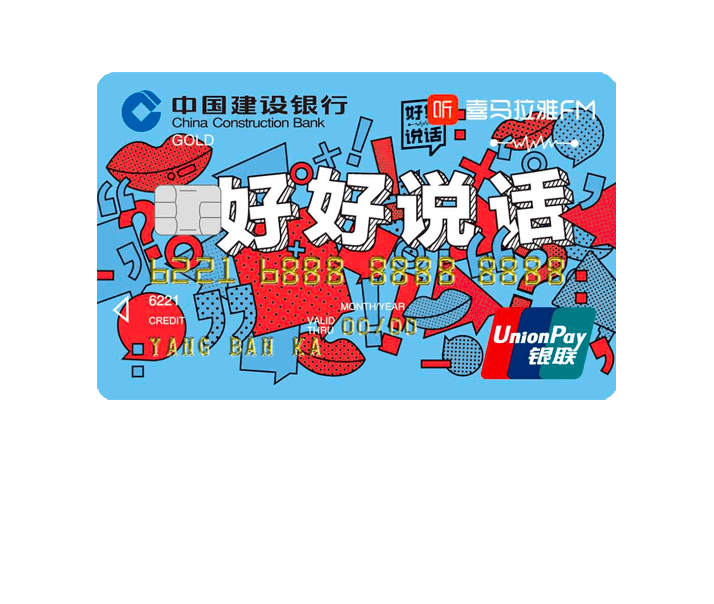 中国建设银行
China Construction Bank
GOLD
好好
说话
听 喜马拉雅FM
好好说话
6221 6888 8888 8888
6221
MONTH/YEAR
CREDIT
VALID
THRU
00/00
YANG BAN KA
UnionPay
银联